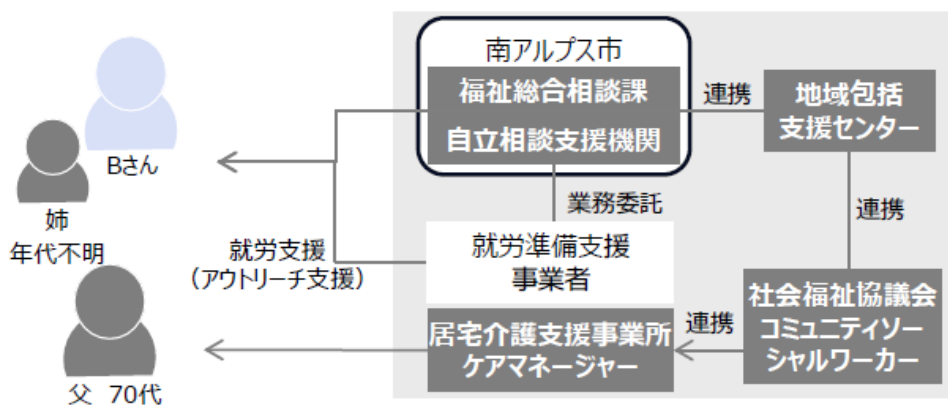 南アルプス市
福祉総合相談課
自立相談支援機関
連携
地域包括
支援センター
Bさん
姉
年代不明
業務委託
連携
就労支援
（アウトリーチ支援）
就労準備支援
事業者
社会福祉協議会
コミュニティソー
シャルワーカー
連携
居宅介護支援事業所
ケアマネージャー
父 70代